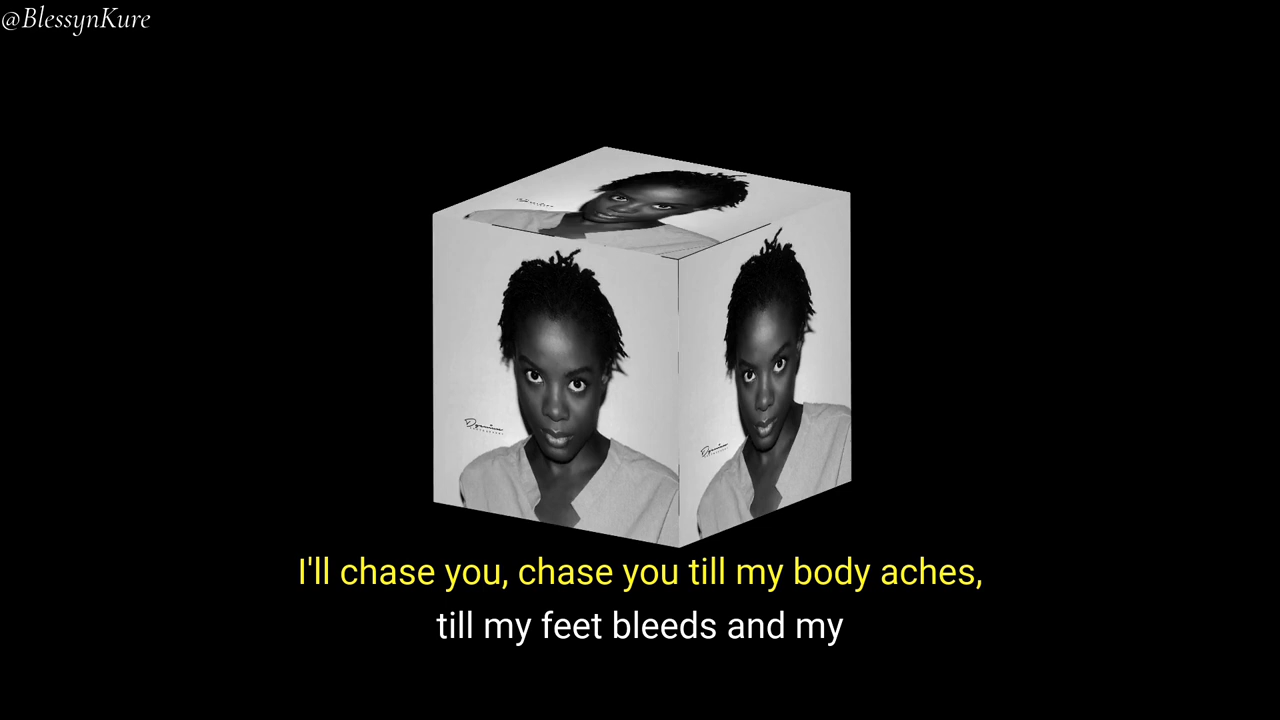 @BlessynKure
I'll chase you, chase you till my body aches,
till my feet bleeds and my